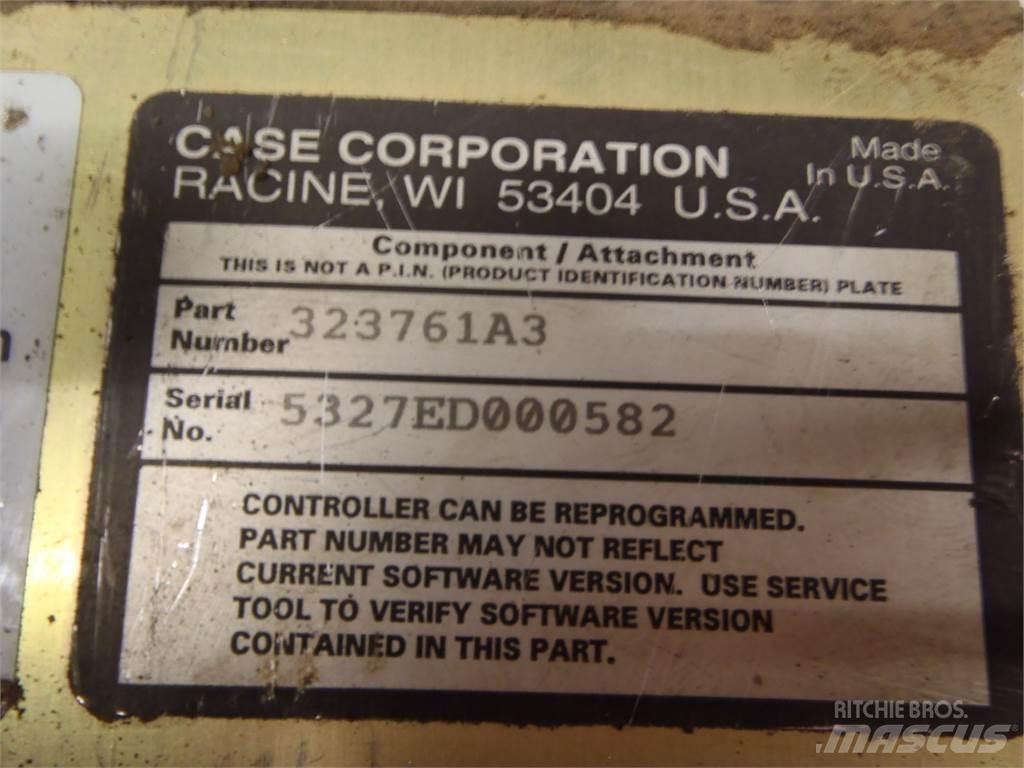 CASE CORPORATION
RACINE, WI 53404 U.S.A.
Made
In U.S.A.
Component / Attachment
THIS IS NOT A P.I.N. (PRODUCT IDENTIFICATION NUMBER) PLATE
Part
Number 323761A3
Serial
No. 5327ED000582
CONTROLLER CAN BE REPROGRAMMED.
PART NUMBER MAY NOT REFLECT
CURRENT SOFTWARE VERSION. USE SERVICE
TOOL TO VERIFY SOFTWARE VERSION
CONTAINED IN THIS PART.
RITCHIE BROS.
MASCUS